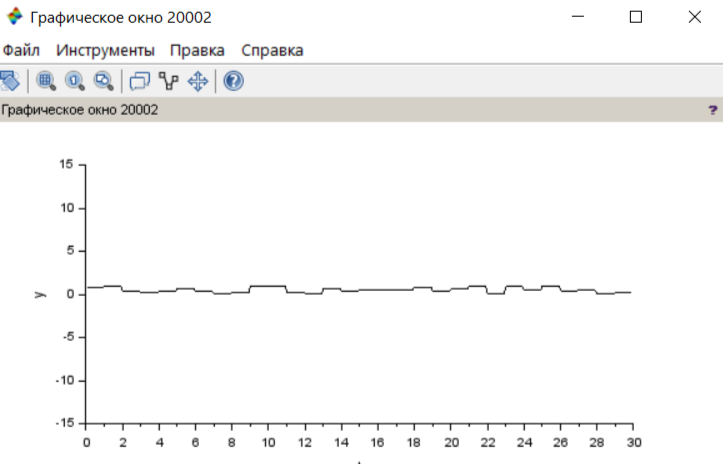 Графическое окно 20002
Файл Инструменты Правка Справка
Графическое окно 20002 ?
15
10
5
0
-5
-10
-15
y
0 2 4 6 8 10 12 14 16 18 20 22 24 26 28 30